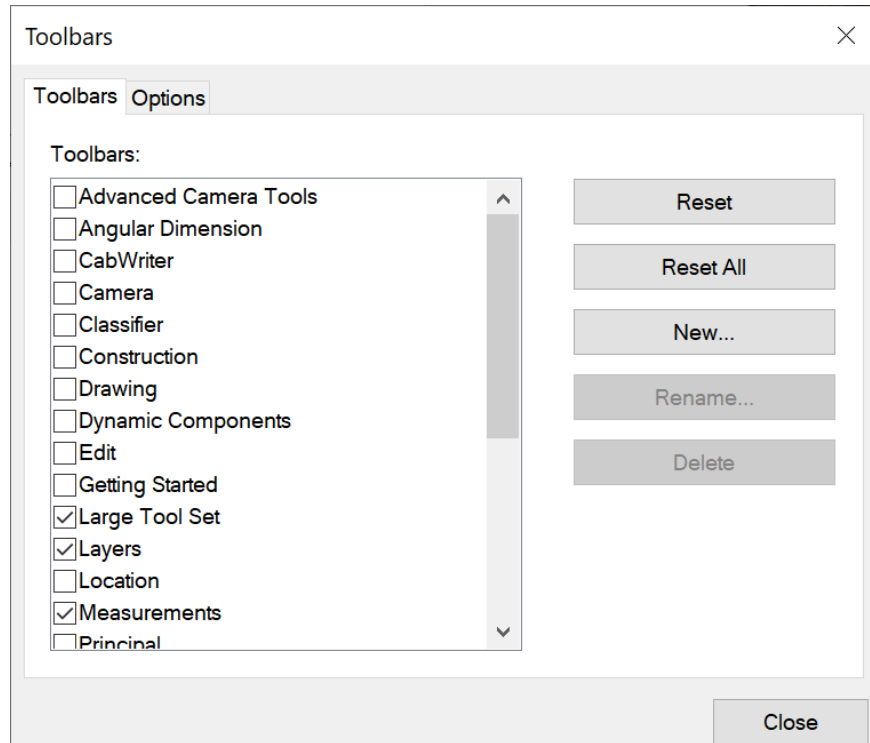 Toolbars
Toolbars Options
Toolbars:
Advanced Camera Tools
Angular Dimension
CabWriter
Camera
Classifier
Construction
Drawing
Dynamic Components
Edit
Getting Started
Large Tool Set
Layers
Location
Measurements
Principal
Reset
Reset All
New...
Rename...
Delete
Close